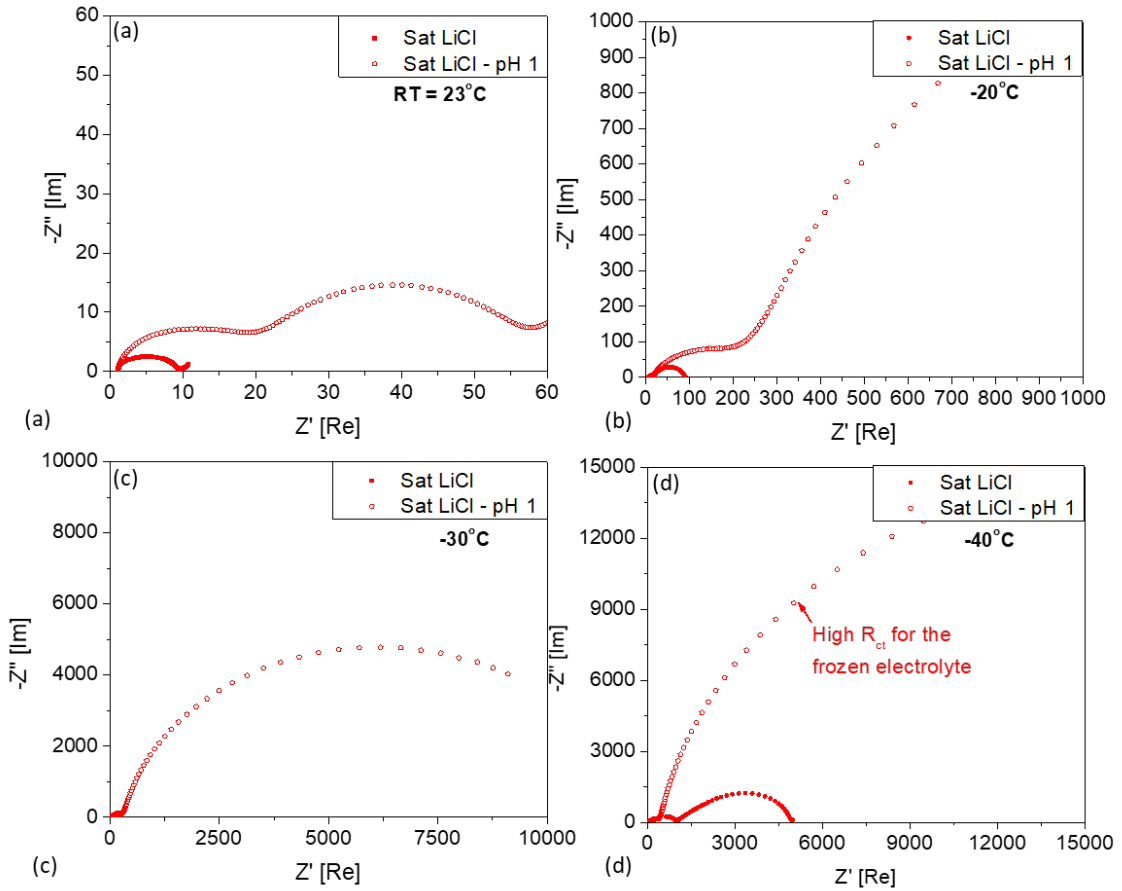 (a)
Sat LiCl
Sat LiCl - pH 1
RT = 23°C
60
50
40
30
20
10
0
-Z'' [Im]
0 10 20 30 40 50 60
Z' [Re]
(a)
(b)
Sat LiCl
Sat LiCl - pH 1
-20°C
1000
900
800
700
600
500
400
300
200
100
0
-Z'' [Im]
0 100 200 300 400 500 600 700 800 900 1000
Z' [Re]
(b)
(c)
Sat LiCl
Sat LiCl - pH 1
-30°C
10000
8000
6000
4000
2000
0
-Z'' [Im]
0 2500 5000 7500 10000
Z' [Re]
(c)
(d)
Sat LiCl
Sat LiCl - pH 1
-40°C
High Rct for the
frozen electrolyte
15000
12000
9000
6000
3000
0
-Z'' [Im]
0 3000 6000 9000 12000 15000
Z' [Re]
(d)